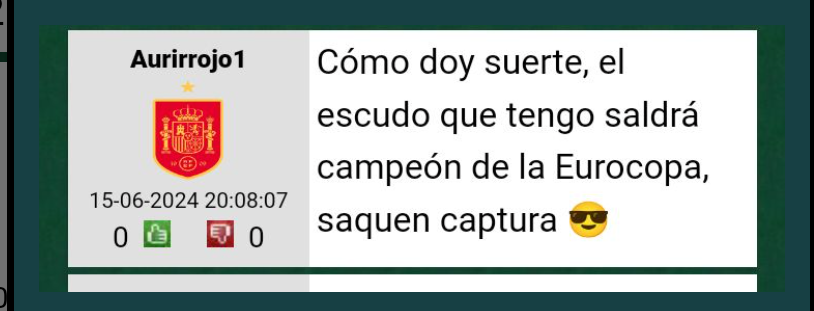 Aurirrojo1
15-06-2024 20:08:07
0 0
Cómo doy suerte, el
escudo que tengo saldrá
campeón de la Eurocopa,
saquen captura 😎